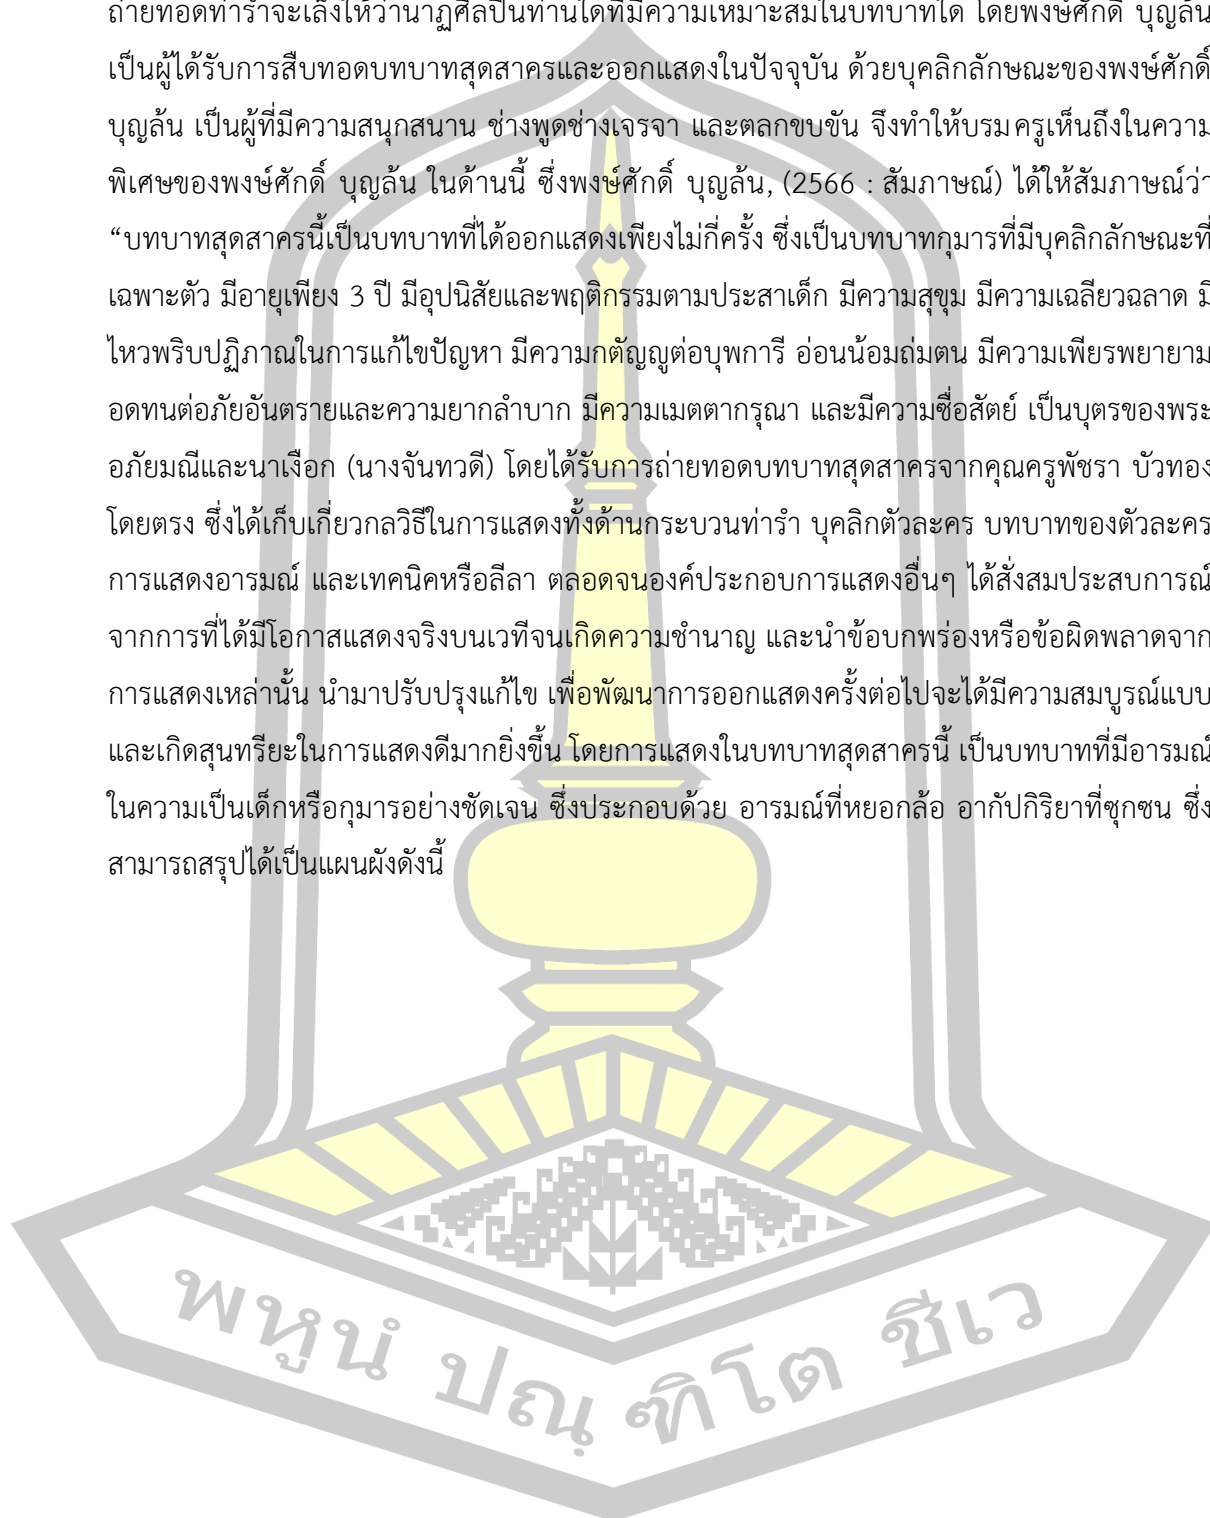 ถ่ายทอดท่ารำจะเล็งให้ว่านาฏศิลปินท่านใดที่มีความเหมาะสมในบทบาทใด โดยพงษ์ศักดิ์ บุญล้น
เป็นผู้ได้รับการสืบทอดบทบาทสุดสาครและออกแสดงในปัจจุบัน ด้วยบุคลิกลักษณะของพงษ์ศักดิ์
บุญล้น เป็นผู้ที่มีความสนุกสนาน ช่างพูดช่างเจรจา และตลกขบขัน จึงทำให้บรมครูเห็นถึงในความ
พิเศษของพงษ์ศักดิ์ บุญล้น ในด้านนี้ ซึ่งพงษ์ศักดิ์ บุญล้น, (2566 : สัมภาษณ์) ได้ให้สัมภาษณ์ว่า
“บทบาทสุดสาครนี้เป็นบทบาทที่ได้ออกแสดงเพียงไม่กี่ครั้ง ซึ่งเป็นบทบาทกุมารที่มีบุคลิกลักษณะที่
เฉพาะตัว มีอายุเพียง 3 ปี มีอุปนิสัยและพฤติกรรมตามประสาเด็ก มีความสุขุม มีความเฉลียวฉลาด มี
ไหวพริบปฏิภาณในการแก้ไขปัญหา มีความกตัญญูต่อบุพการี อ่อนน้อมถ่มตน มีความเพียรพยายาม
อดทนต่อภัยอันตรายและความยากลำบาก มีความเมตตากรุณา และมีความซื่อสัตย์ เป็นบุตรของพระ
อภัยมณีและนาเงือก (นางจันทวดี) โดยได้รับการถ่ายทอดบทบาทสุดสาครจากคุณครูพัชรา บัวทอง
โดยตรง ซึ่งได้เก็บเกี่ยวกลวิธีในการแสดงทั้งด้านกระบวนท่ารำ บุคลิกตัวละคร บทบาทของตัวละคร
การแสดงอารมณ์ และเทคนิคหรือลีลา ตลอดจนองค์ประกอบการแสดงอื่นๆ ได้สั่งสมประสบการณ์
จากการที่ได้มีโอกาสแสดงจริงบนเวทีจนเกิดความชำนาญ และนำข้อบกพร่องหรือข้อผิดพลาดจาก
การแสดงเหล่านั้น นำมาปรับปรุงแก้ไข เพื่อพัฒนาการออกแสดงครั้งต่อไปจะได้มีความสมบูรณ์แบบ
และเกิดสุนทรียะในการแสดงดีมากยิ่งขึ้น โดยการแสดงในบทบาทสุดสาครนี้ เป็นบทบาทที่มีอารมณ์
ในความเป็นเด็กหรือกุมารอย่างชัดเจน ซึ่งประกอบด้วย อารมณ์ที่หยอกล้อ อากัปกิริยาที่ซุกซน ซึ่ง
สามารถสรุปได้เป็นแผนผังดังนี้
พหูนํ ปณฺ ฑิโต ชีเว